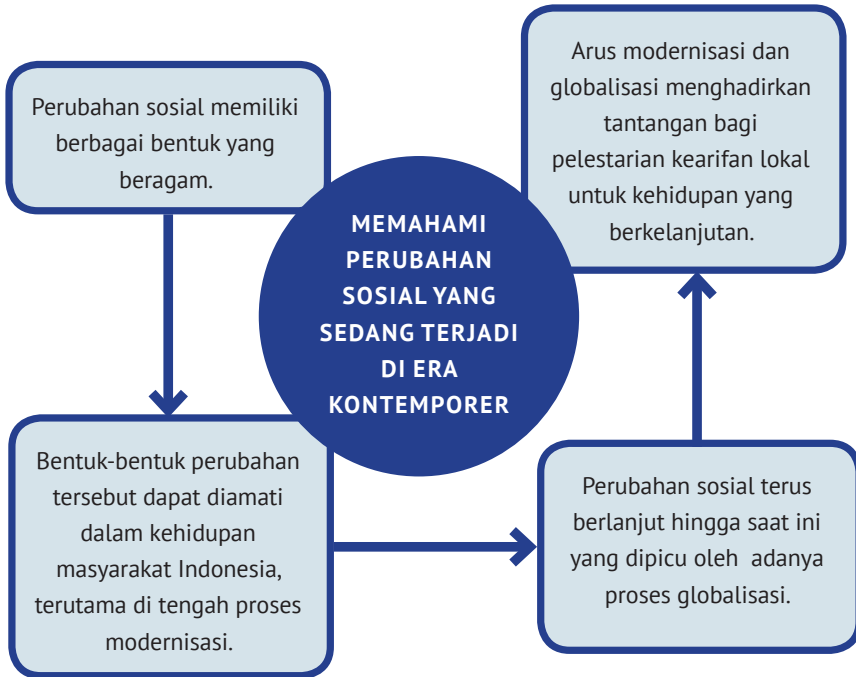 Perubahan sosial memiliki
berbagai bentuk yang
beragam.
MEMAHAMI
PERUBAHAN
SOSIAL YANG
SEDANG TERJADI
DI ERA
KONTEMPORER
Bentuk-bentuk perubahan
tersebut dapat diamati
dalam kehidupan
masyarakat Indonesia,
terutama di tengah proses
modernisasi.
Perubahan sosial terus
berlanjut hingga saat ini
yang dipicu oleh adanya
proses globalisasi.
Arus modernisasi dan
globalisasi menghadirkan
tantangan bagi
pelestarian kearifan lokal
untuk kehidupan yang
berkelanjutan.